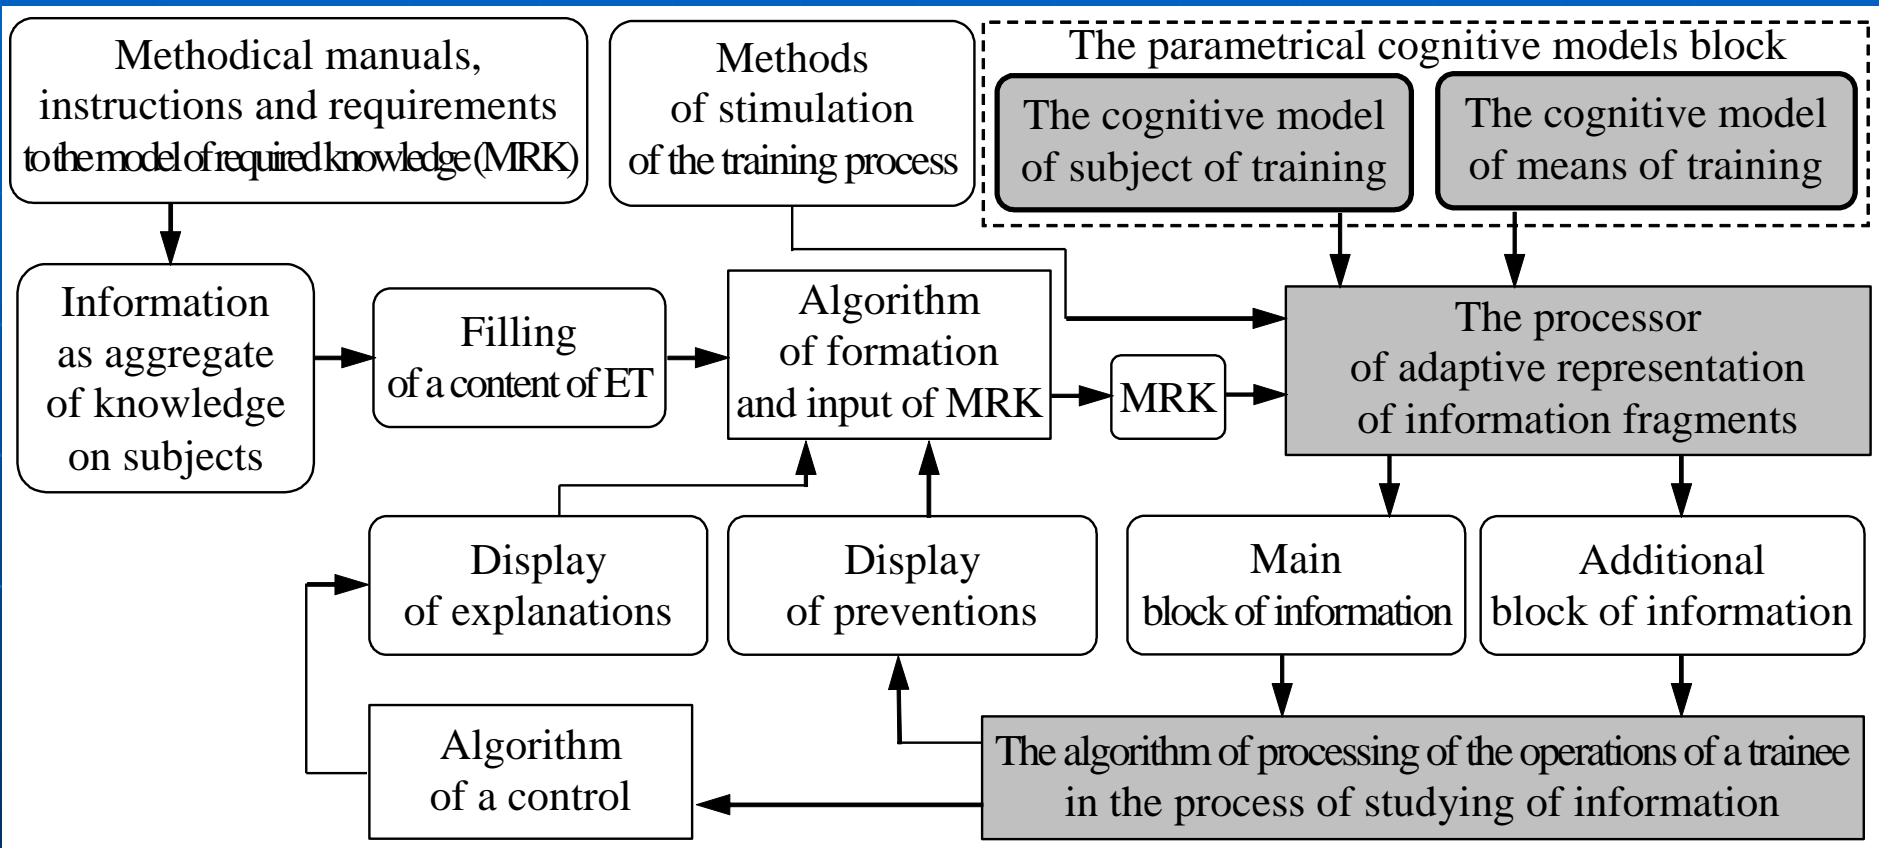 Methodical manuals,
instructions and requirements
to the model of required knowledge (MRK)
Methods
of stimulation
of the training process
The parametrical cognitive models block
The cognitive model
of subject of training
The cognitive model
of means of training
Information
as aggregate
of knowledge
on subjects
Filling
of a content of ET
Algorithm
of formation
and input of MRK
MRK
The processor
of adaptive representation
of information fragments
Display
of explanations
Display
of preventions
Main
block of information
Additional
block of information
Algorithm
of a control
The algorithm of processing of the operations of a trainee
in the process of studying of information